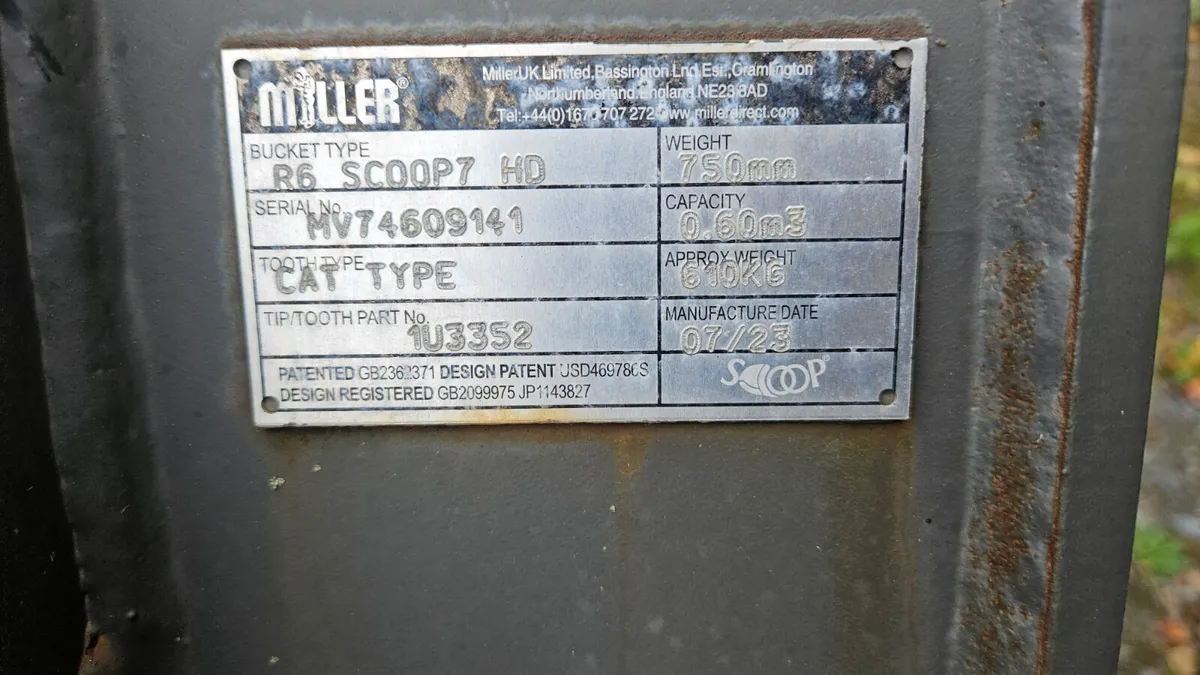 MILLER®
MillerUK Limited, Bassington Lnd Est., Cramlington
Northumberland, England, NE23 8AD
Tel:+44(0)1670 707 272 www.millerdirect.com
BUCKET TYPE
R6 SCOOP7 HD
WEIGHT
750mm
SERIAL No.
MV74609141
CAPACITY
0.60m3
TOOTH TYPE
CAT TYPE
APPROX WEIGHT
610KG
TIP/TOOTH PART No.
1U3352
MANUFACTURE DATE
07/23
PATENTED GB2362371 DESIGN PATENT USD469786S
DESIGN REGISTERED GB2099975 JP1143827
SCOOP